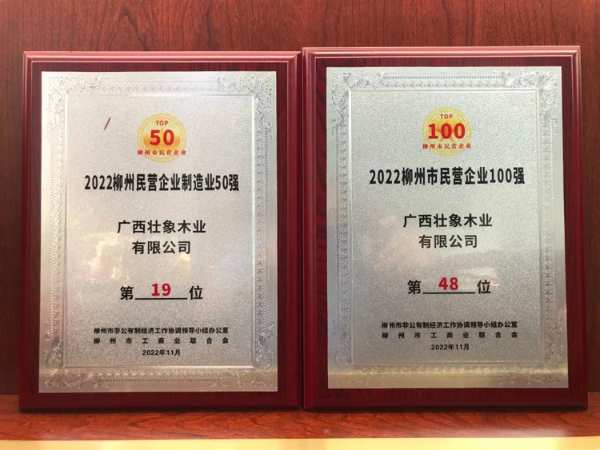 TOP
50
柳州市民营企业
2022柳州民营企业制造业50强
广西壮象木业
有限公司
第 19 位
柳州市非公有制经济工作协调领导小组办公室
柳州市工商业联合会
2022年11月
TOP
100
柳州市民营企业
2022柳州市民营企业100强
广西壮象木业
有限公司
第 48 位
柳州市非公有制经济工作协调领导小组办公室
柳州市工商业联合会
2022年11月